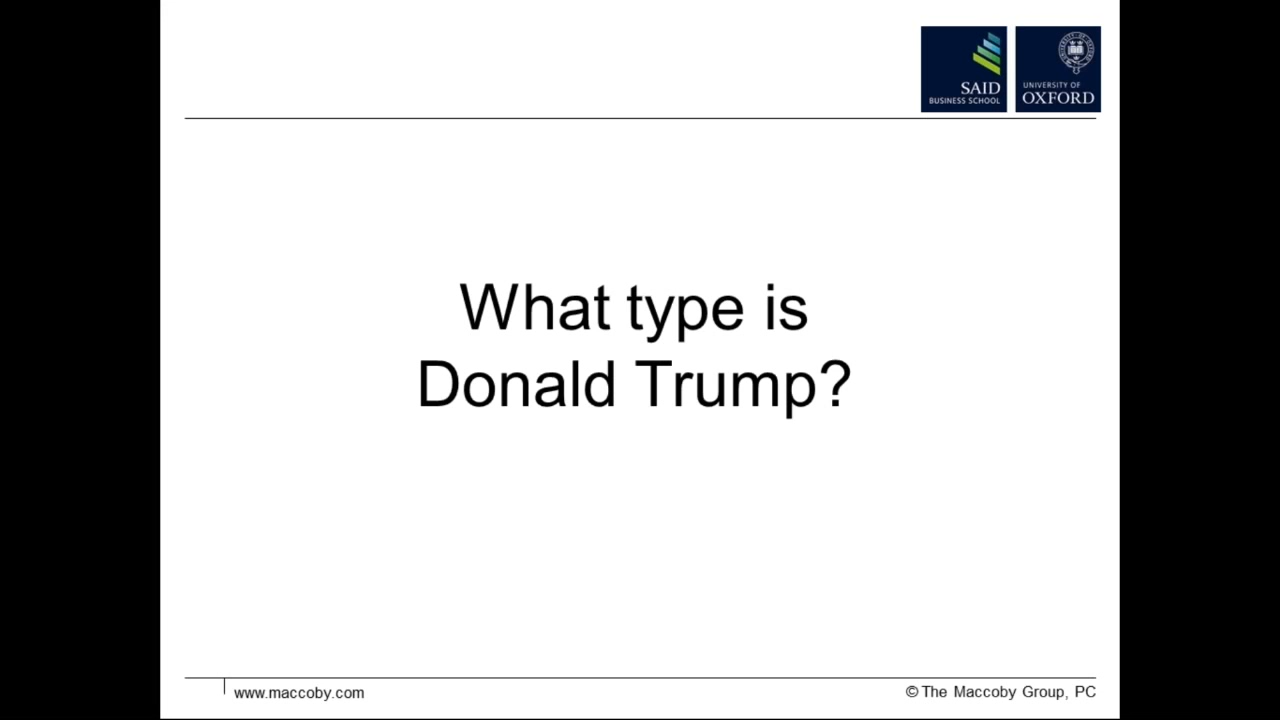 SAID
BUSINESS SCHOOL
UNIVERSITY OF
OXFORD
What type is
Donald Trump?
www.maccoby.com
© The Maccoby Group, PC